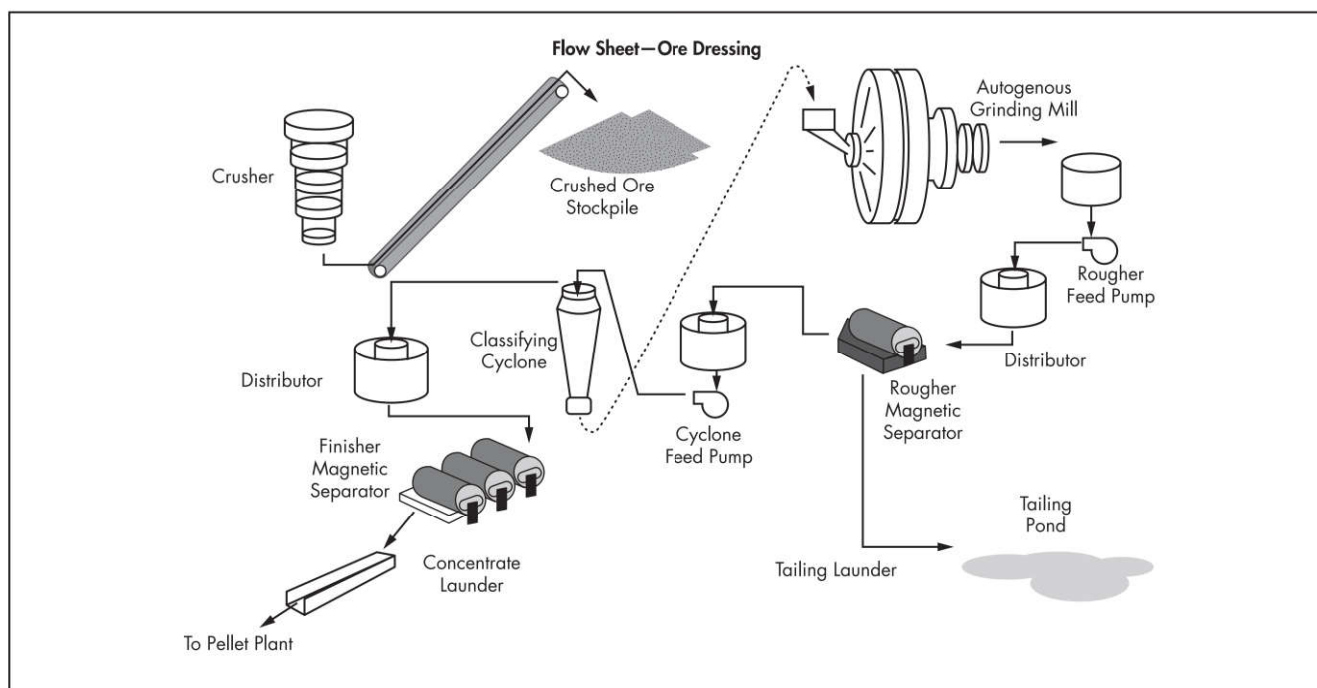 Flow Sheet—Ore Dressing
Crusher
Crushed Ore
Stockpile
Autogenous
Grinding Mill
Rougher
Feed Pump
Distributor
Rougher
Magnetic
Separator
Cyclone
Feed Pump
Classifying
Cyclone
Distributor
Finisher
Magnetic
Separator
Concentrate
Launder
To Pellet Plant
Tailing Launder
Tailing
Pond